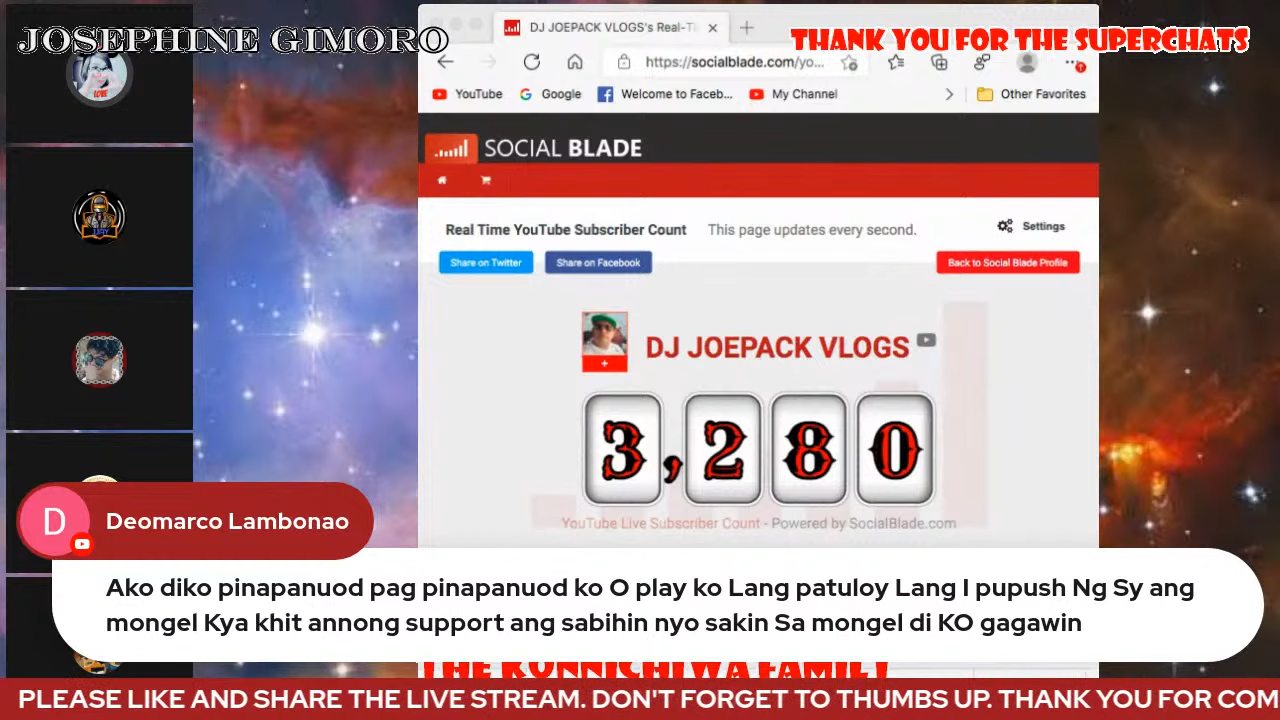 JOSEPHINE GIMORO
THANK YOU FOR THE SUPERCHATS
DJ JOEPACK VLOGS's Real-T
https://socialblade.com/yo...
YouTube
Google
Welcome to Faceb...
My Channel
Other Favorites
SOCIAL BLADE
Real Time YouTube Subscriber Count This page updates every second.
Settings
Share on Twitter
Share on Facebook
Back to Social Blade Profile
DJ JOEPACK VLOGS
3,280
YouTube Live Subscriber Count - Powered by SocialBlade.com
D
Deomarco Lambonao
Ako diko pinapanuod pag pinapanuod ko O play ko Lang patuloy Lang I pupush Ng Sy ang
mongel Kya khit annong support ang sabihin nyo sakin Sa mongel di KO gagawin
THE KONNICHIWA FAMILY
PLEASE LIKE AND SHARE THE LIVE STREAM. DON'T FORGET TO THUMBS UP. THANK YOU FOR COM